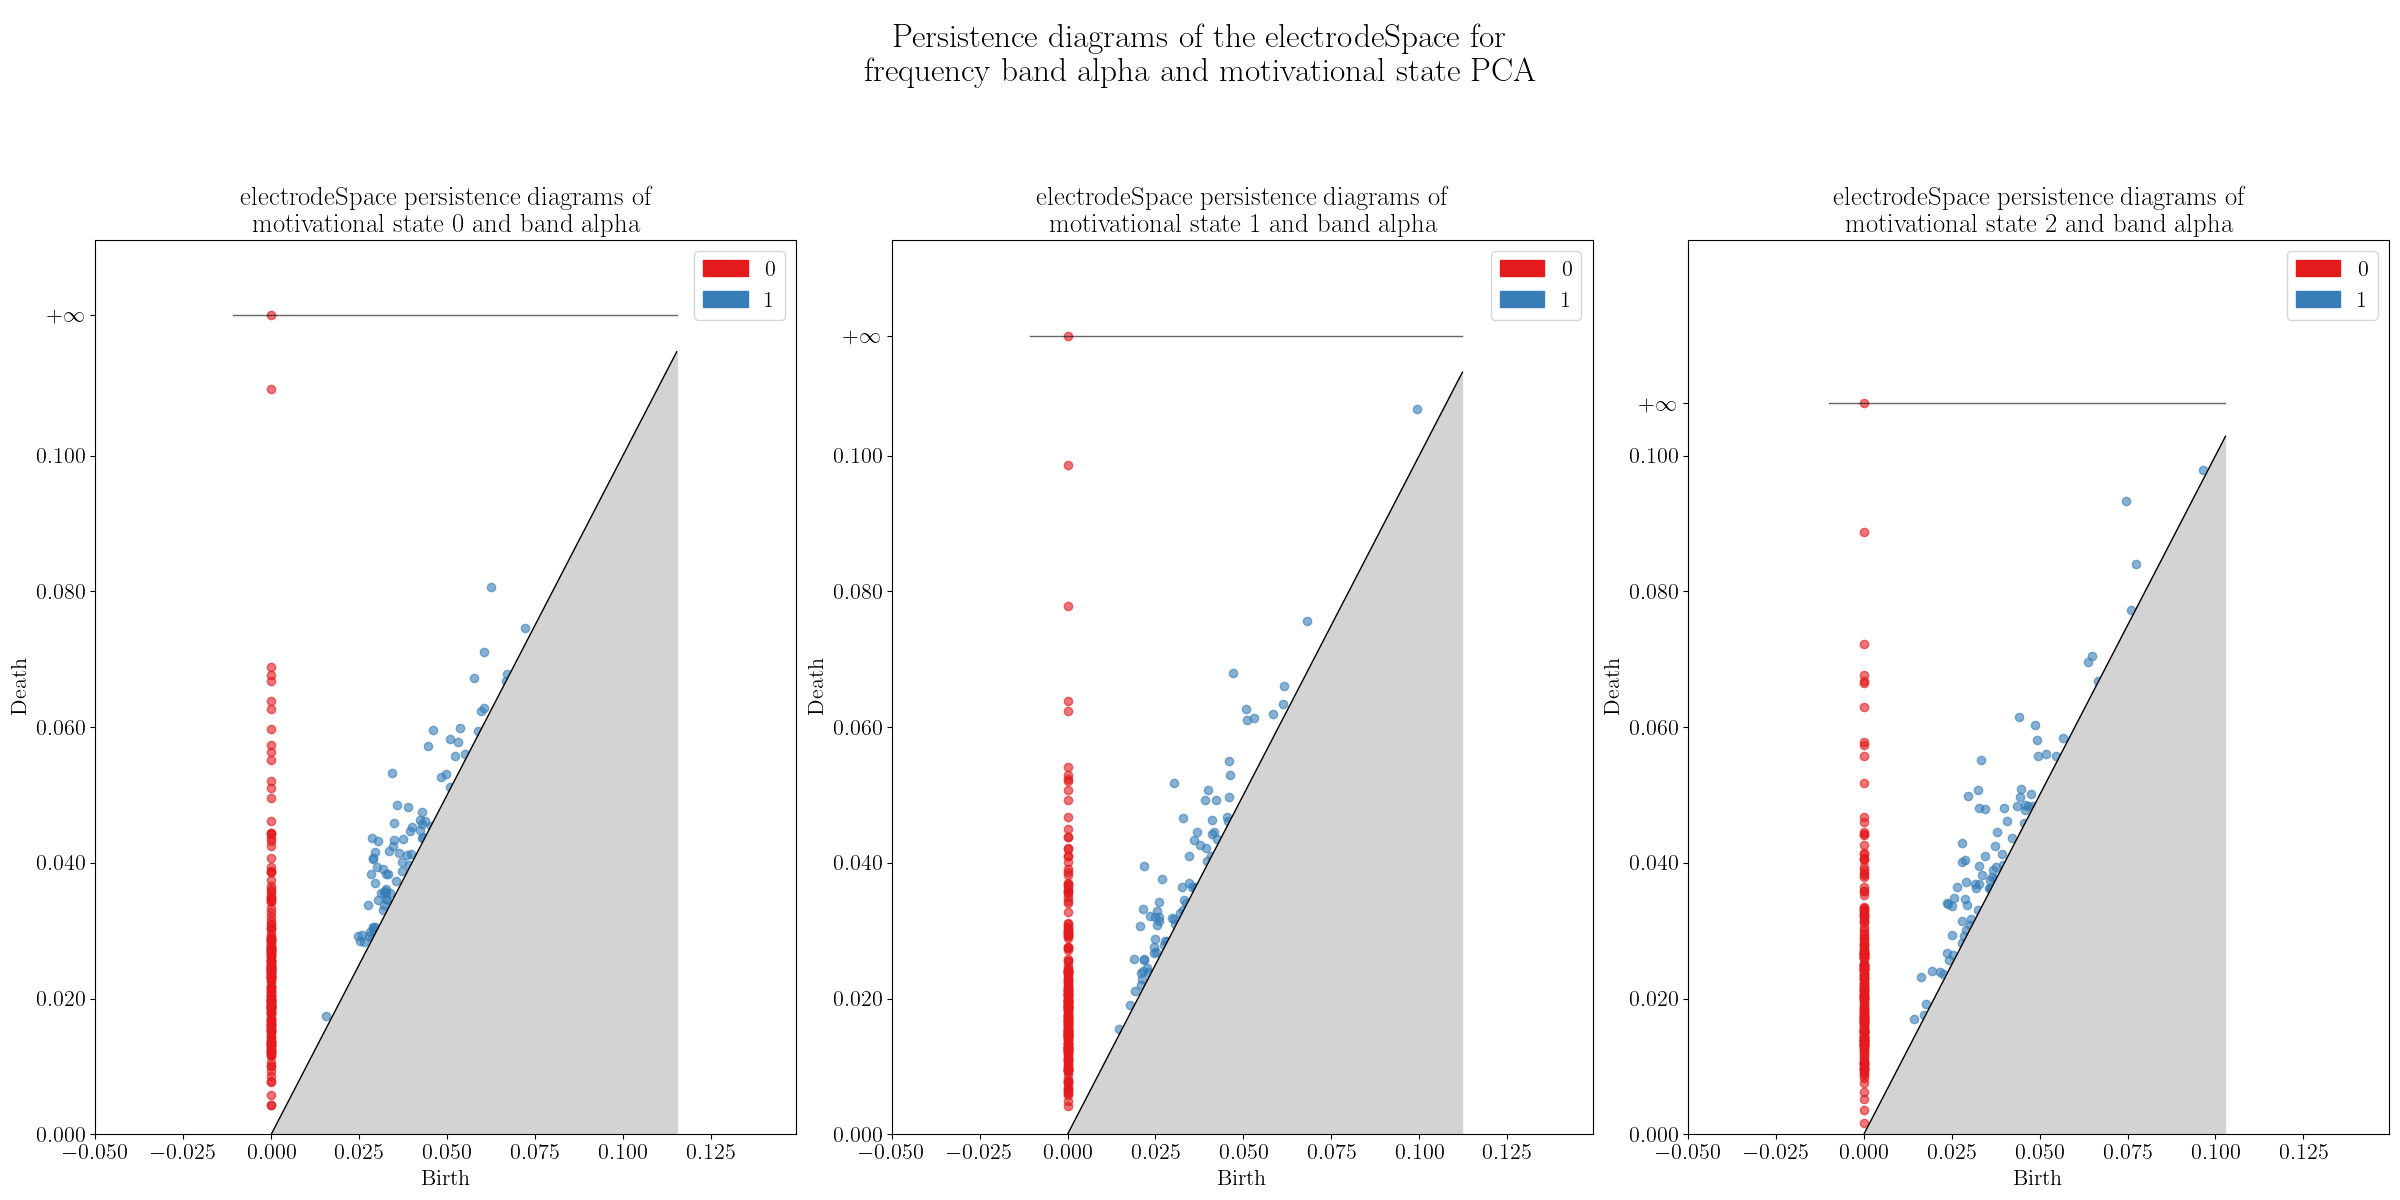 Persistence diagrams of the electrodeSpace for
frequency band alpha and motivational state PCA
electrodeSpace persistence diagrams of
motivational state 0 and band alpha
0
1
+∞
0.100
0.080
0.060
0.040
0.020
0.000
Death
−0.050 −0.025 0.000 0.025 0.050 0.075 0.100 0.125
Birth
electrodeSpace persistence diagrams of
motivational state 1 and band alpha
0
1
+∞
0.100
0.080
0.060
0.040
0.020
0.000
Death
−0.050 −0.025 0.000 0.025 0.050 0.075 0.100 0.125
Birth
electrodeSpace persistence diagrams of
motivational state 2 and band alpha
0
1
+∞
0.100
0.080
0.060
0.040
0.020
0.000
Death
−0.050 −0.025 0.000 0.025 0.050 0.075 0.100 0.125
Birth